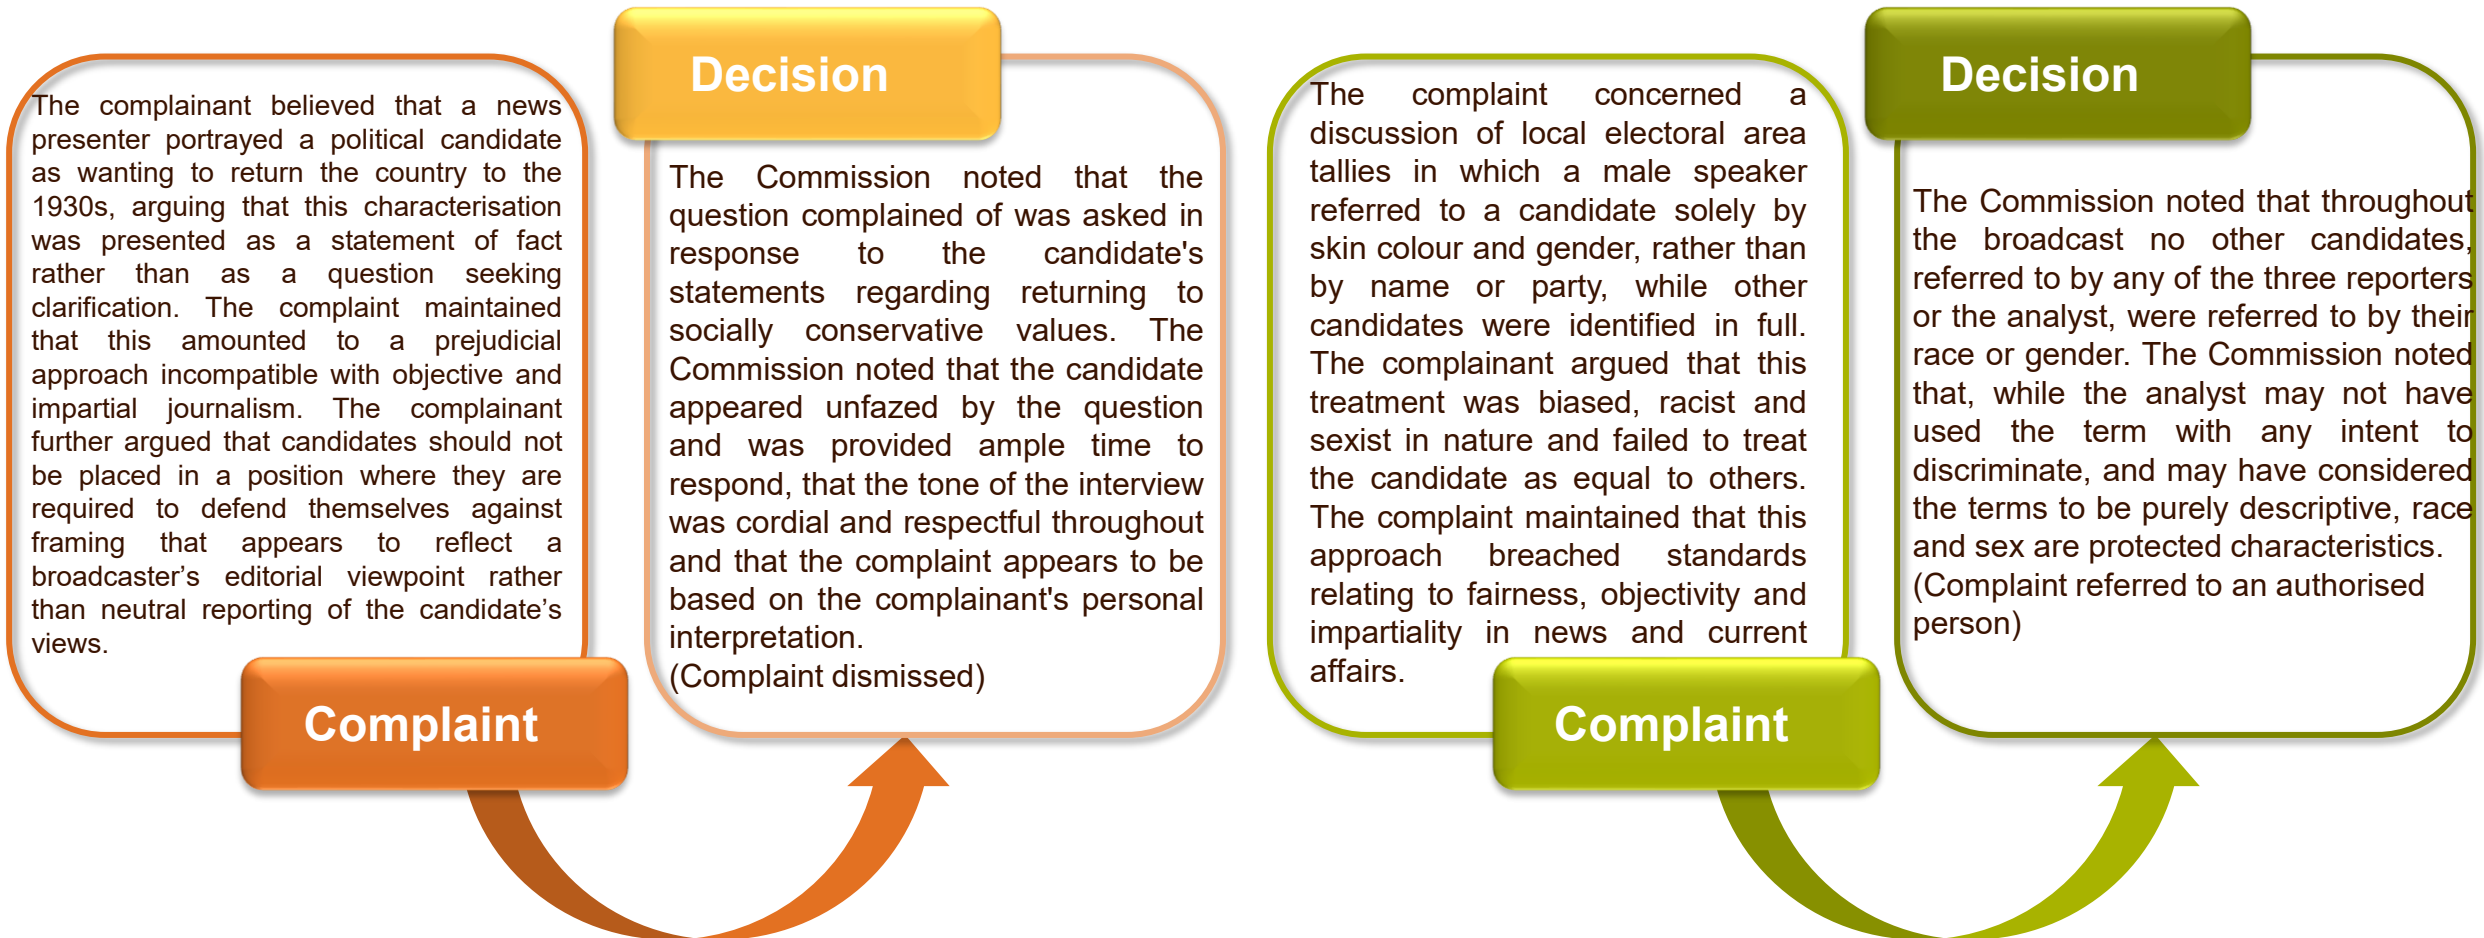 The complainant believed that a news
presenter portrayed a political candidate
as wanting to return the country to the
1930s, arguing that this characterisation
was presented as a statement of fact
rather than as a question seeking
clarification. The complaint maintained
that this amounted to a prejudicial
approach incompatible with objective and
impartial journalism. The complainant
further argued that candidates should not
be placed in a position where they are
required to defend themselves against
framing that appears to reflect a
broadcaster’s editorial viewpoint rather
than neutral reporting of the candidate’s
views.
Complaint
Decision
The Commission noted that the
question complained of was asked in
response to the candidate's
statements regarding returning to
socially conservative values. The
Commission noted that the candidate
appeared unfazed by the question
and was provided ample time to
respond, that the tone of the interview
was cordial and respectful throughout
and that the complaint appears to be
based on the complainant's personal
interpretation.
(Complaint dismissed)
The complaint concerned a
discussion of local electoral area
tallies in which a male speaker
referred to a candidate solely by
skin colour and gender, rather than
by name or party, while other
candidates were identified in full.
The complainant argued that this
treatment was biased, racist and
sexist in nature and failed to treat
the candidate as equal to others.
The complaint maintained that this
approach breached standards
relating to fairness, objectivity and
impartiality in news and current
affairs.
Complaint
Decision
The Commission noted that throughout
the broadcast no other candidates,
referred to by any of the three reporters
or the analyst, were referred to by their
race or gender. The Commission noted
that, while the analyst may not have
used the term with any intent to
discriminate, and may have considered
the terms to be purely descriptive, race
and sex are protected characteristics.
(Complaint referred to an authorised
person)